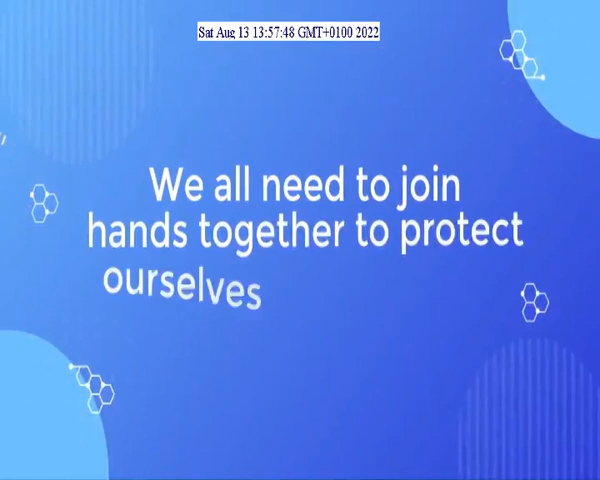 Sat Aug 13 13:57:48 GMT+0100 2022
We all need to join
hands together to protect
ourselves